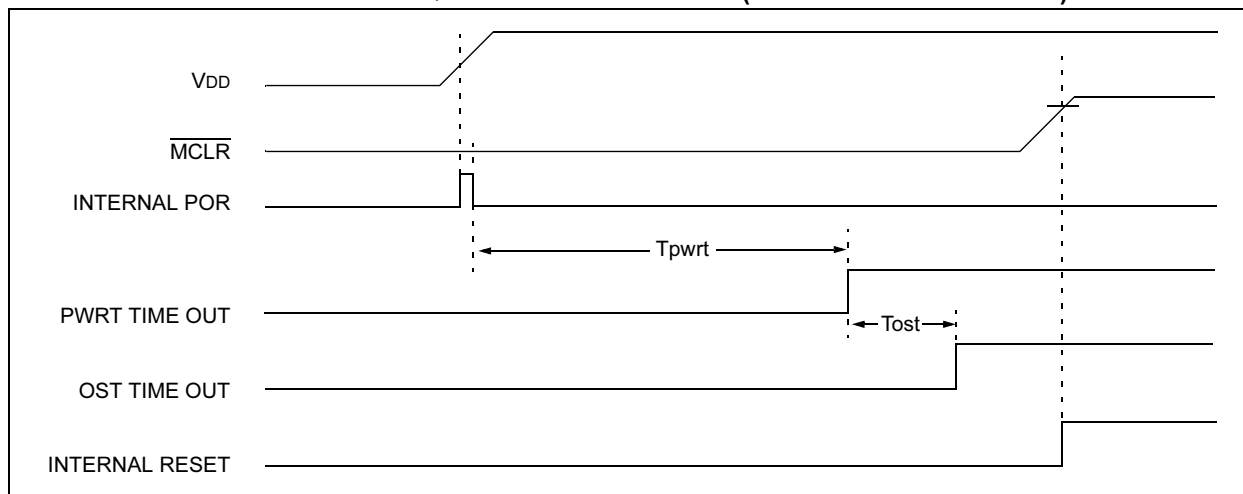 VDD
MCLR
INTERNAL POR
Tpwrt
PWRT TIME OUT
Tost
OST TIME OUT
INTERNAL RESET